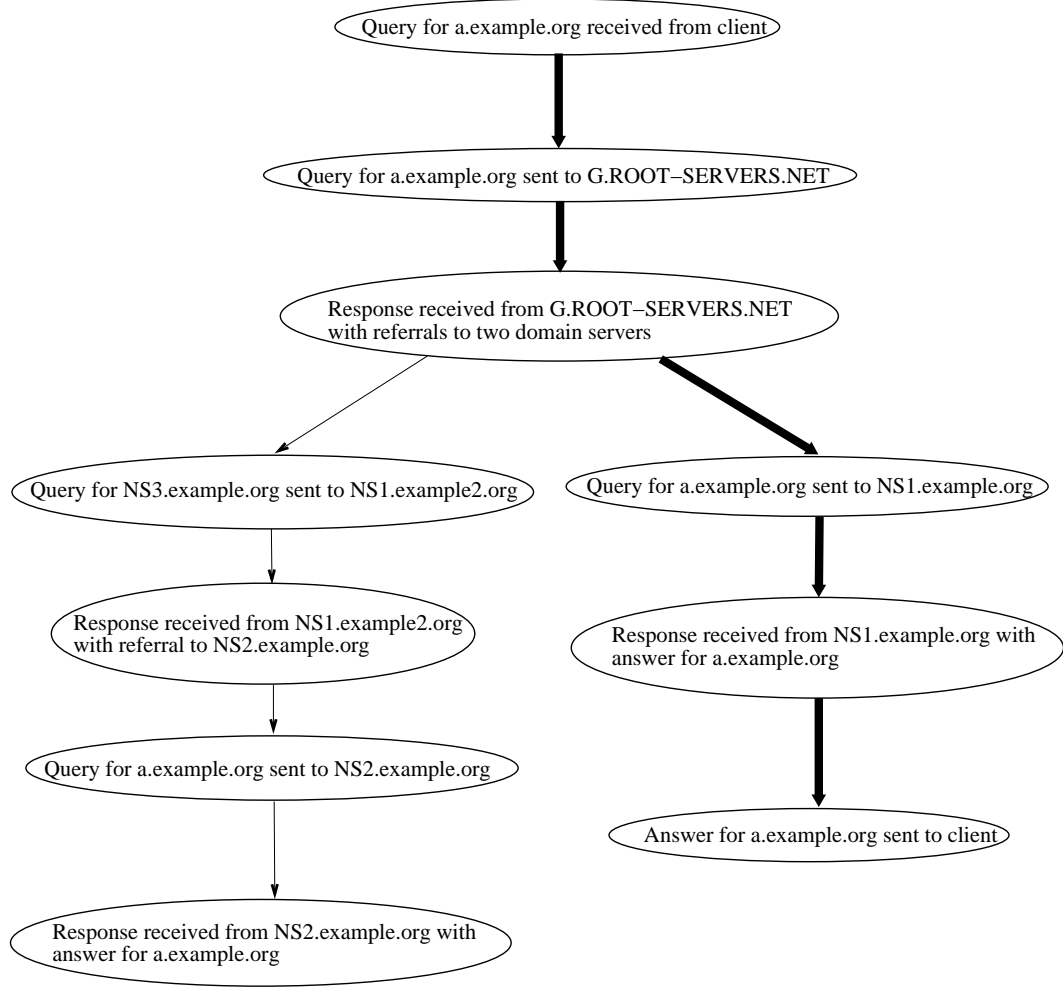 Query for a.example.org received from client
Query for a.example.org sent to G.ROOT−SERVERS.NET
Response received from G.ROOT−SERVERS.NET
with referrals to two domain servers
Query for NS3.example.org sent to NS1.example2.org
Query for a.example.org sent to NS1.example.org
Response received from NS1.example2.org
with referral to NS2.example.org
Response received from NS1.example.org with
answer for a.example.org
Query for a.example.org sent to NS2.example.org
Answer for a.example.org sent to client
Response received from NS2.example.org with
answer for a.example.org